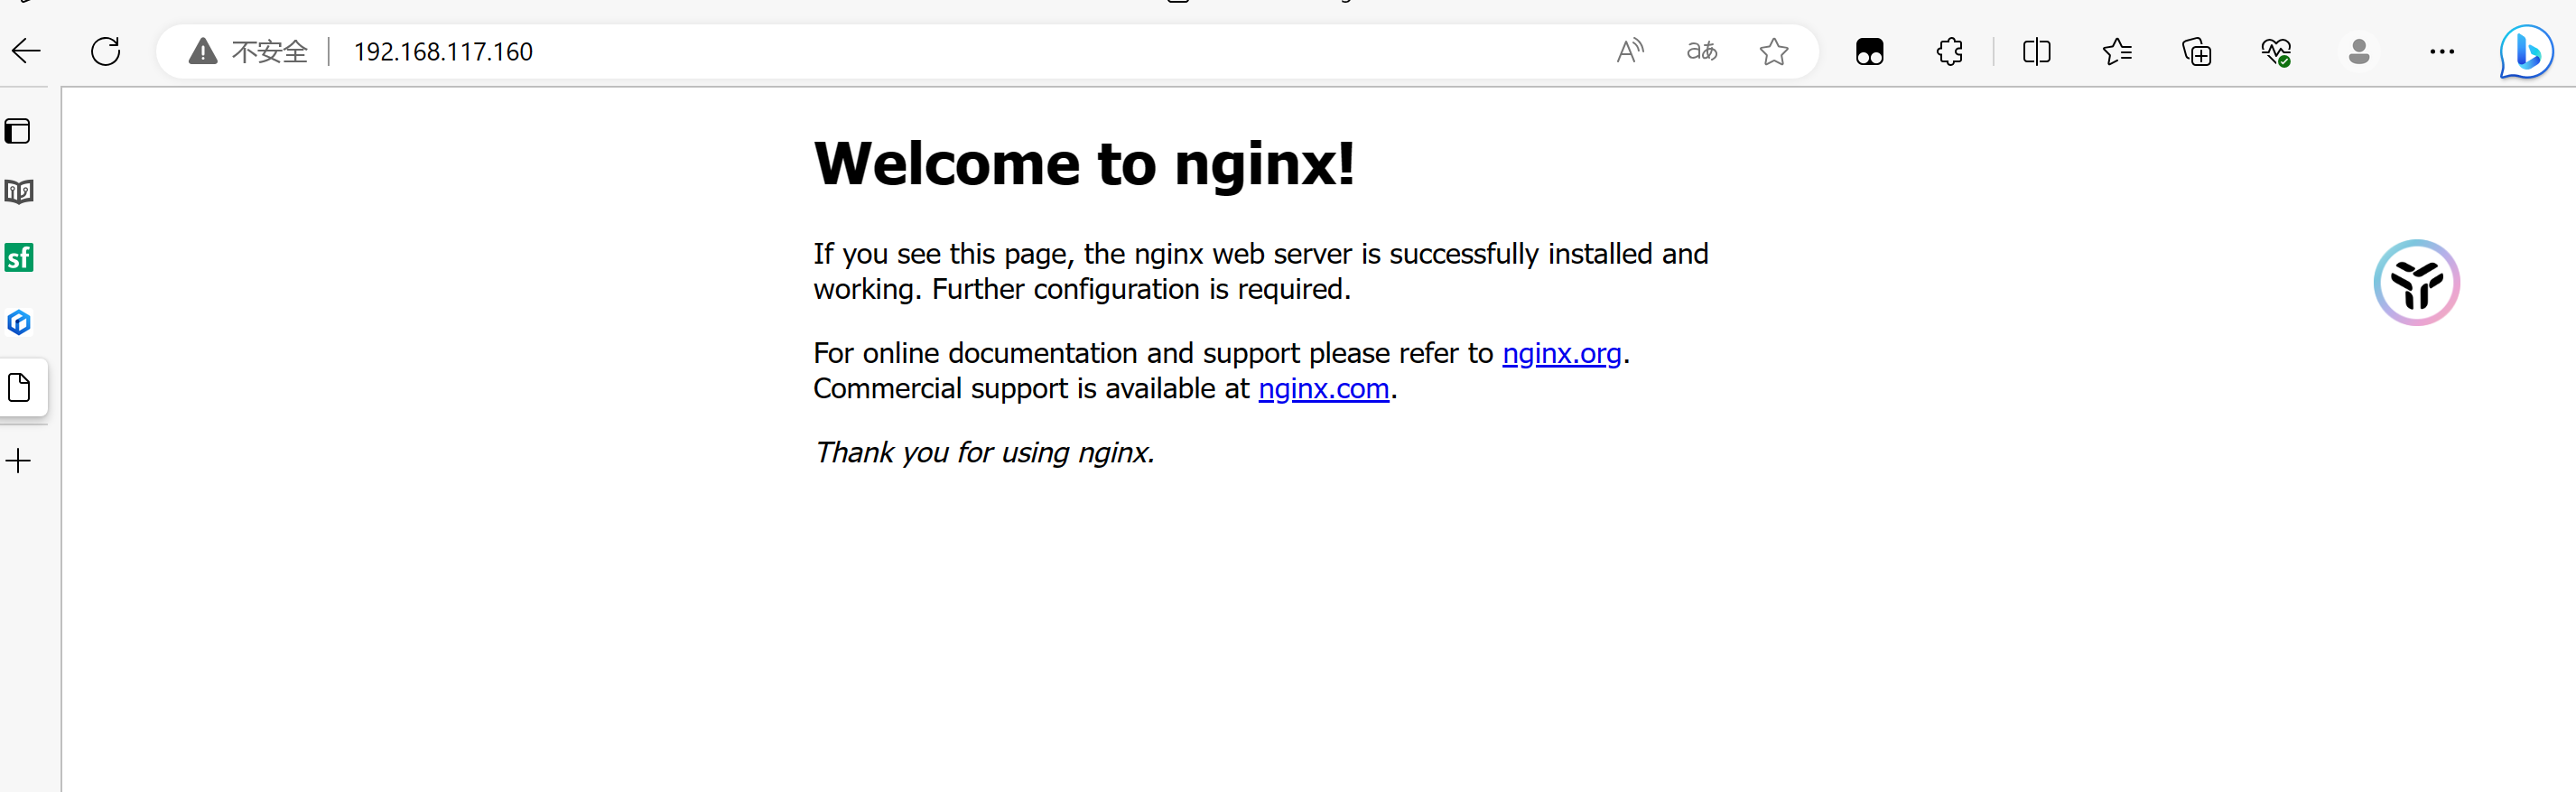 不安全 192.168.117.160
Welcome to nginx!
If you see this page, the nginx web server is successfully installed and
working. Further configuration is required.
For online documentation and support please refer to nginx.org.
Commercial support is available at nginx.com.
Thank you for using nginx.
sf